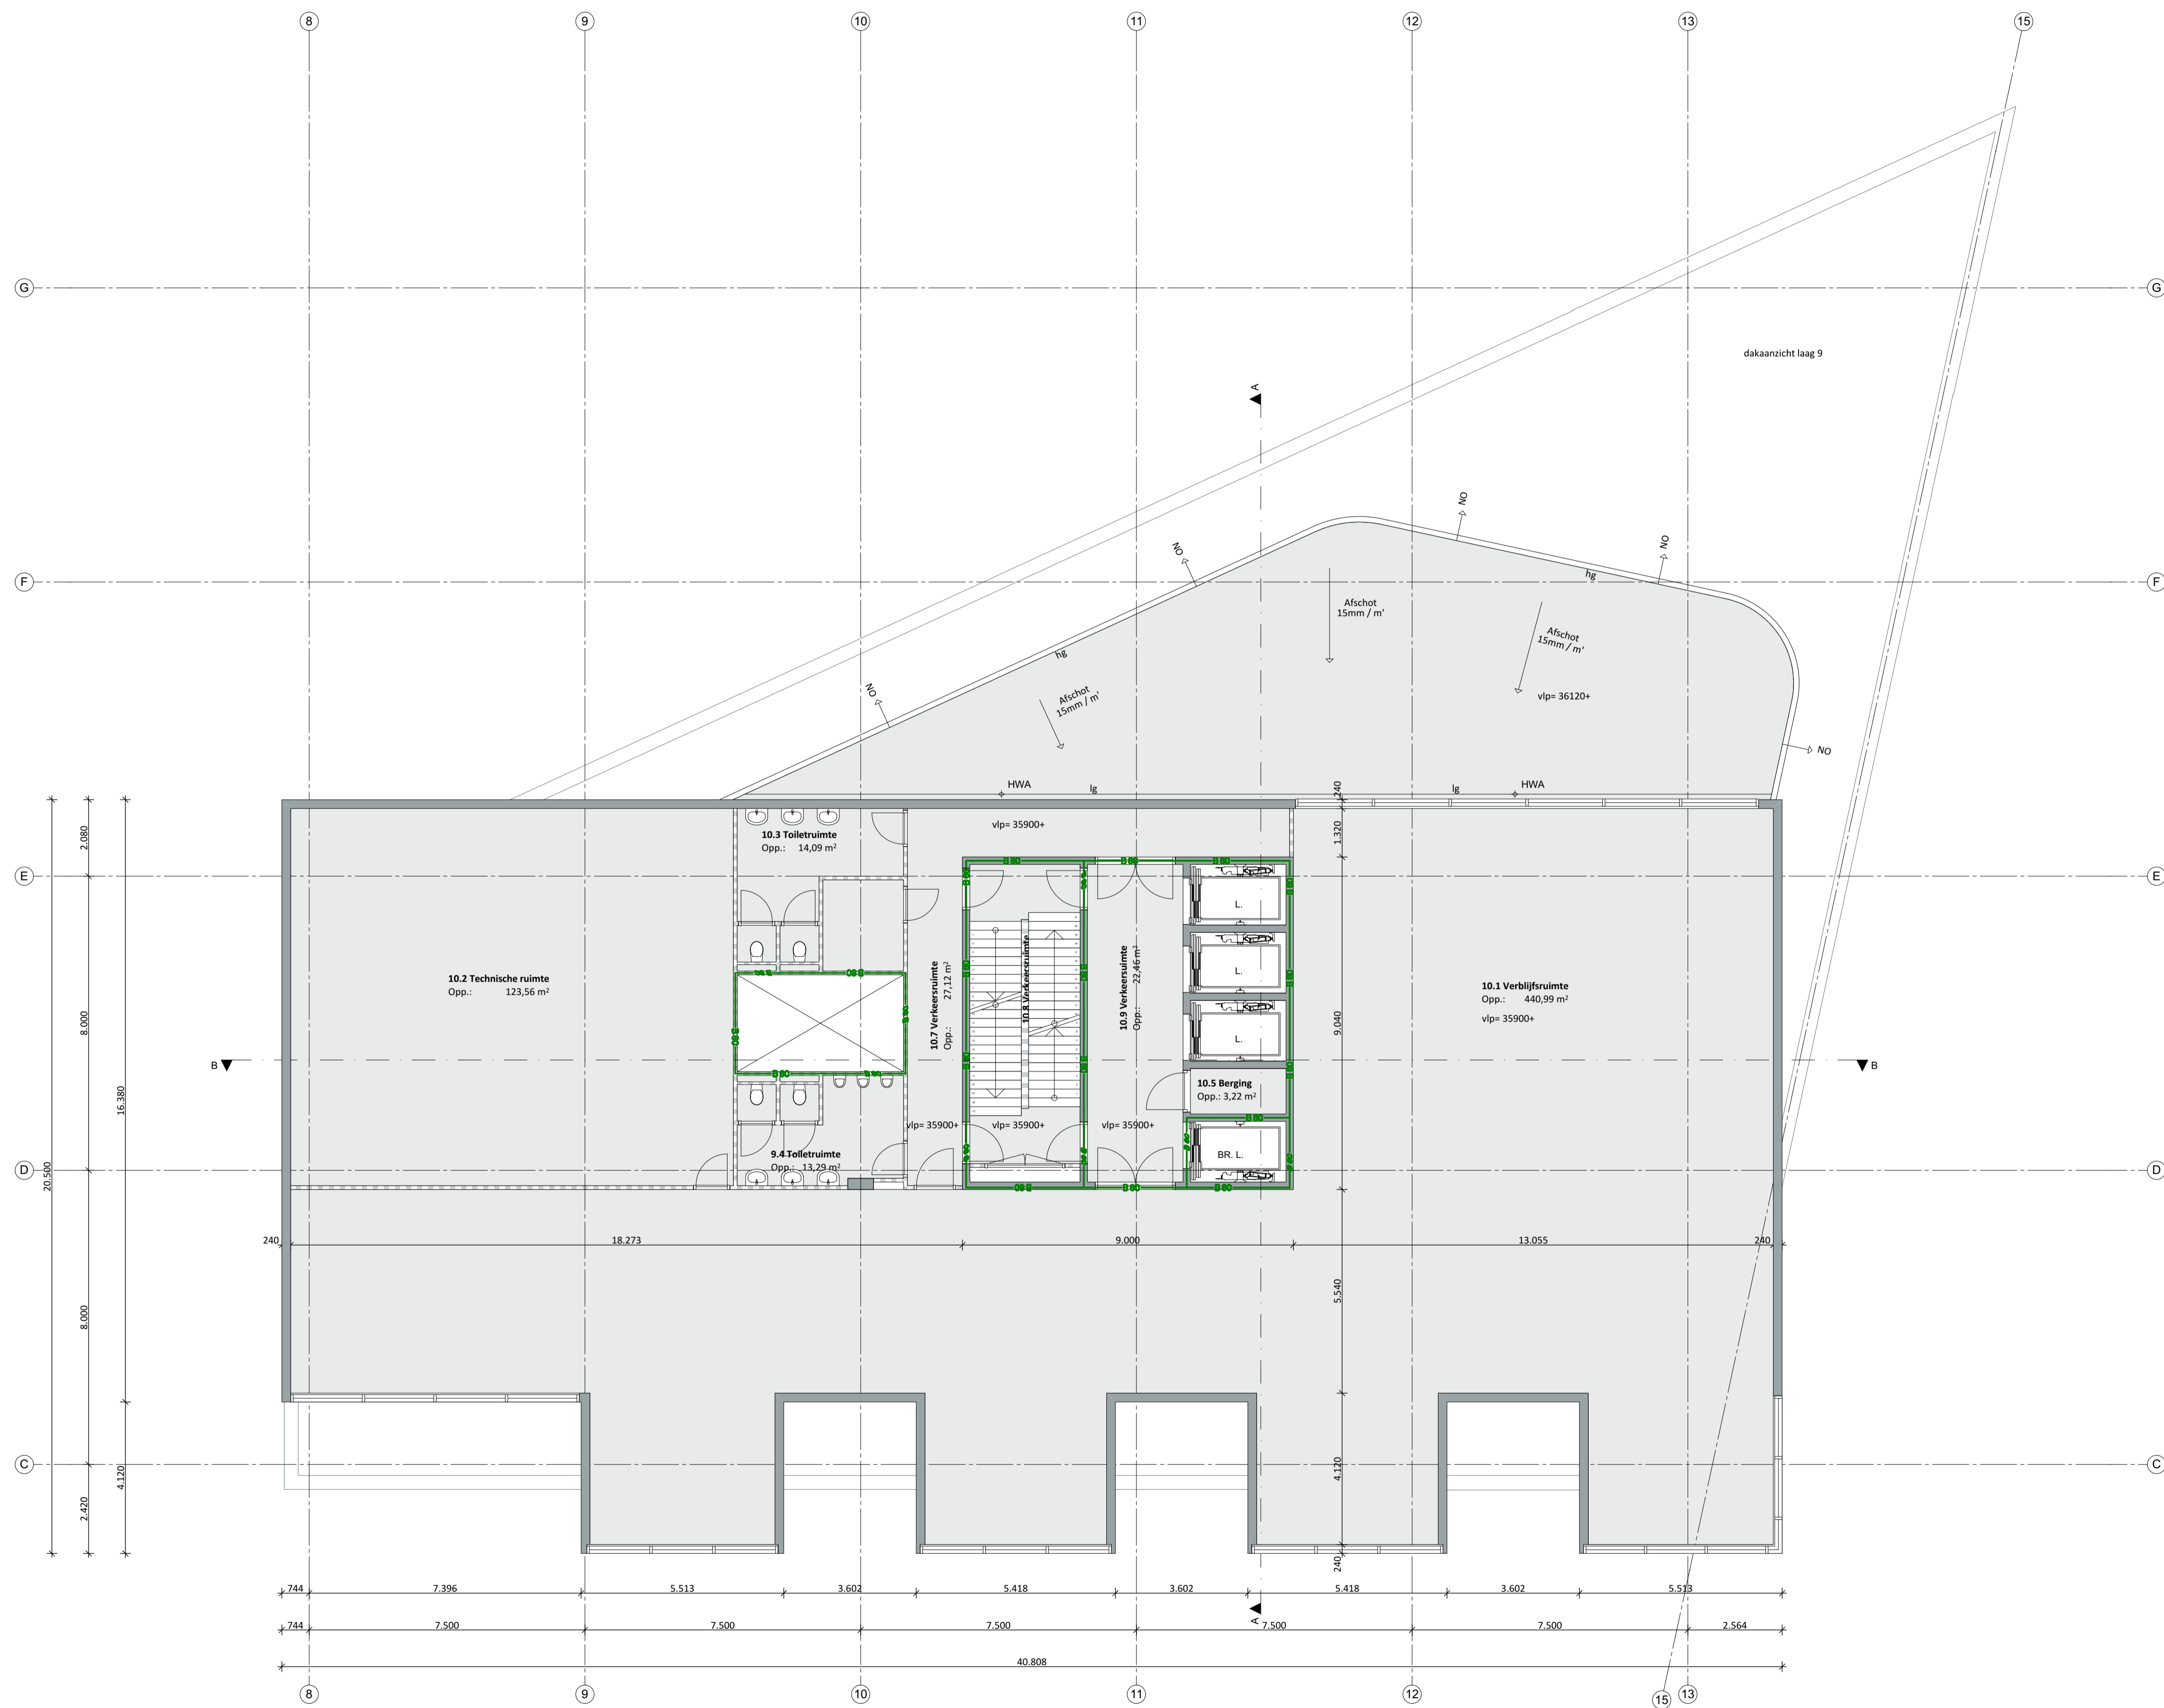 8
9
10
11
12
13
15
G
G
dakaanzicht laag 9
A
NO
NO
NO
F
F
hg
Afschot
15mm / m'
Afschot
15mm / m'
hg
NO
Afschot
15mm / m'
vlp= 36120+
NO
HWA
lg
lg
HWA
240
2.080
10.3 Toiletruimte
Opp.: 14,09 m²
vlp= 35900+
1.320
E
E
B 60
B 60
B 60
L.
L.
L.
10.2 Technische ruimte
Opp.: 123,56 m²
10.7 Verkeersruimte
Opp.: 27,12 m²
10.8 Verkeersruimte
10.9 Verkeersuimte
Opp.: 22,46 m²
10.1 Verblijfsruimte
Opp.: 440,99 m²
vlp= 35900+
8.000
9.040
B
B
16.380
10.5 Berging
Opp.: 3,22 m²
vlp= 35900+
vlp= 35900+
vlp= 35900+
9.4 Toiletruimte
Opp.: 13,29 m²
BR. L.
D
D
20.500
240
18.273
9.000
13.055
240
8.000
5.540
C
C
4.120
4.120
2.420
240
744
7.396
5.513
3.602
5.418
3.602
5.418
3.602
5.513
A
744
7.500
7.500
7.500
7.500
7.500
2.564
40.808
8
9
10
11
12
15
13